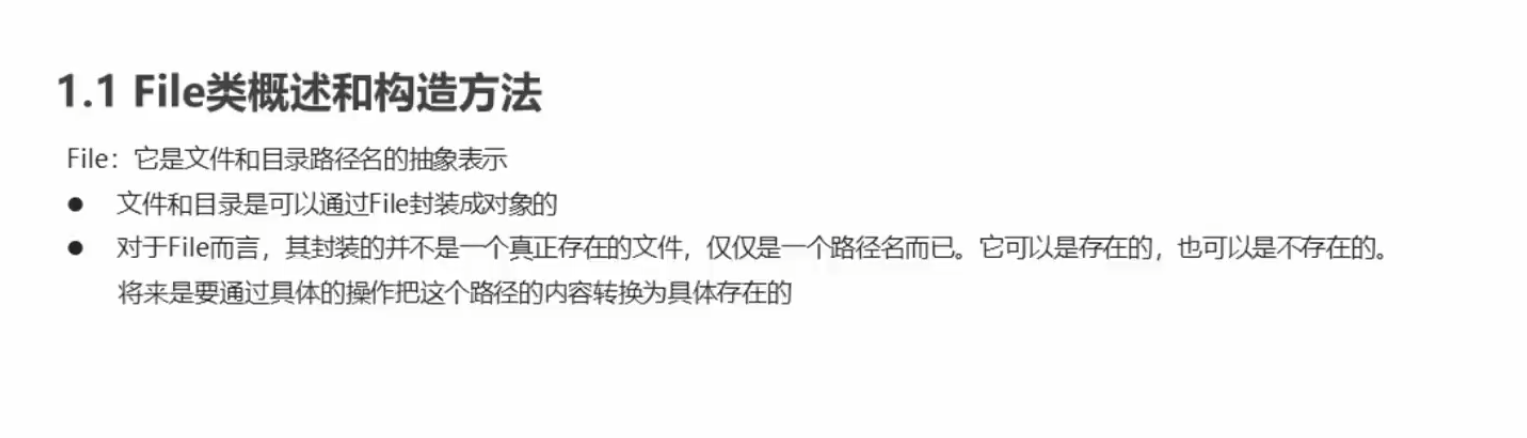 1.1 File类概述和构造方法
File：它是文件和目录路径名的抽象表示
● 文件和目录是可以通过File封装成对象的
● 对于File而言，其封装的并不是一个真正存在的文件，仅仅是一个路径名而已。它可以是存在的，也可以是不存在的。
将来是要通过具体的操作把这个路径的内容转换为具体存在的